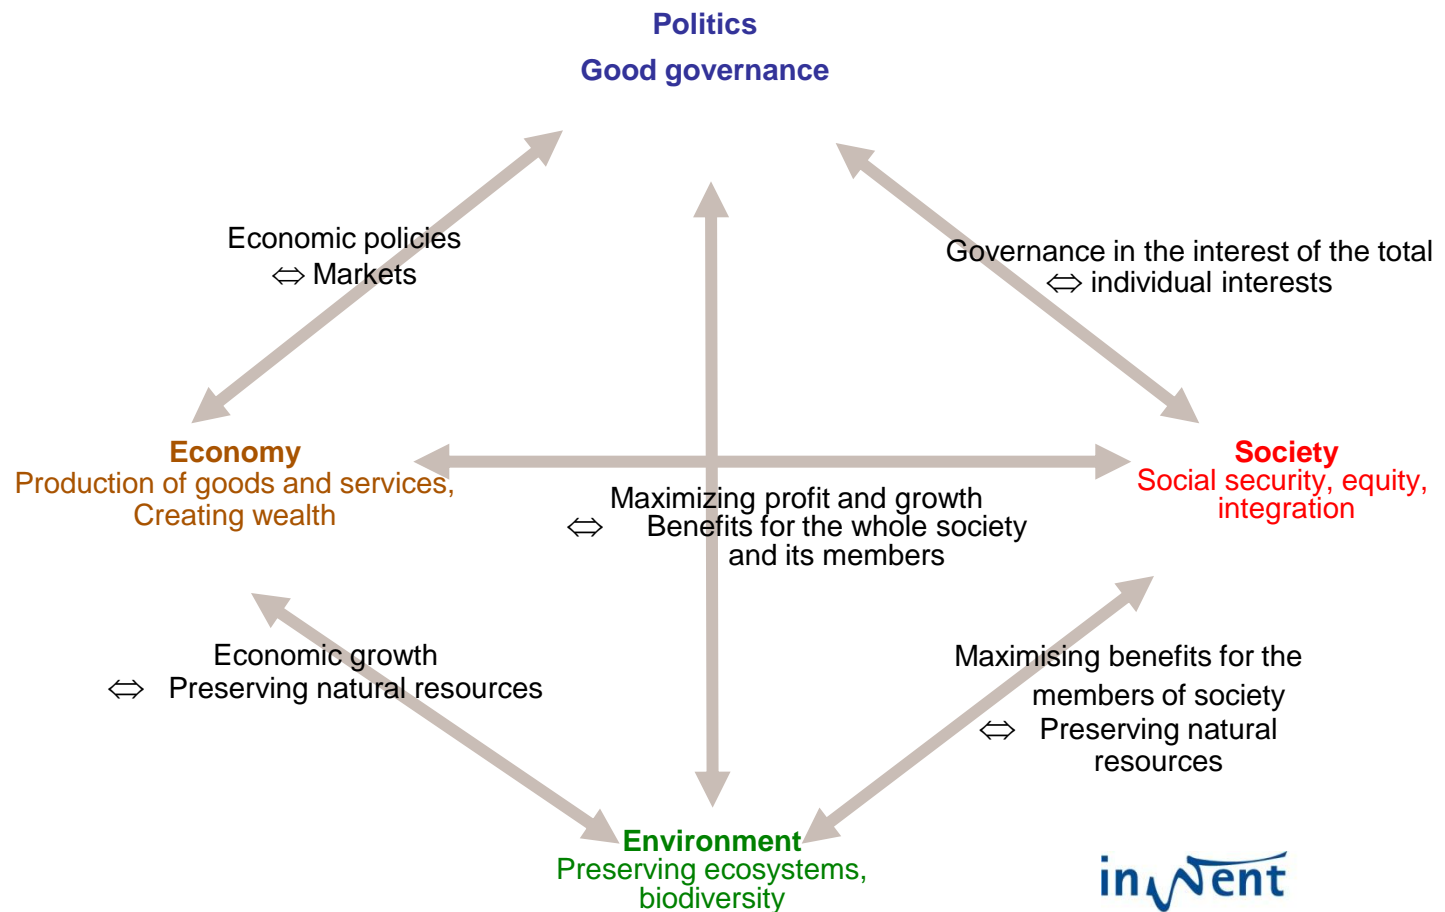 Politics
Good governance
Economic policies
⇔ Markets
Governance in the interest of the total
⇔ individual interests
Economy
Production of goods and services,
Creating wealth
Society
Social security, equity,
integration
Maximizing profit and growth
⇔ Benefits for the whole society
and its members
Economic growth
⇔ Preserving natural resources
Maximising benefits for the
members of society
⇔ Preserving natural
resources
Environment
Preserving ecosystems,
biodiversity
inwent